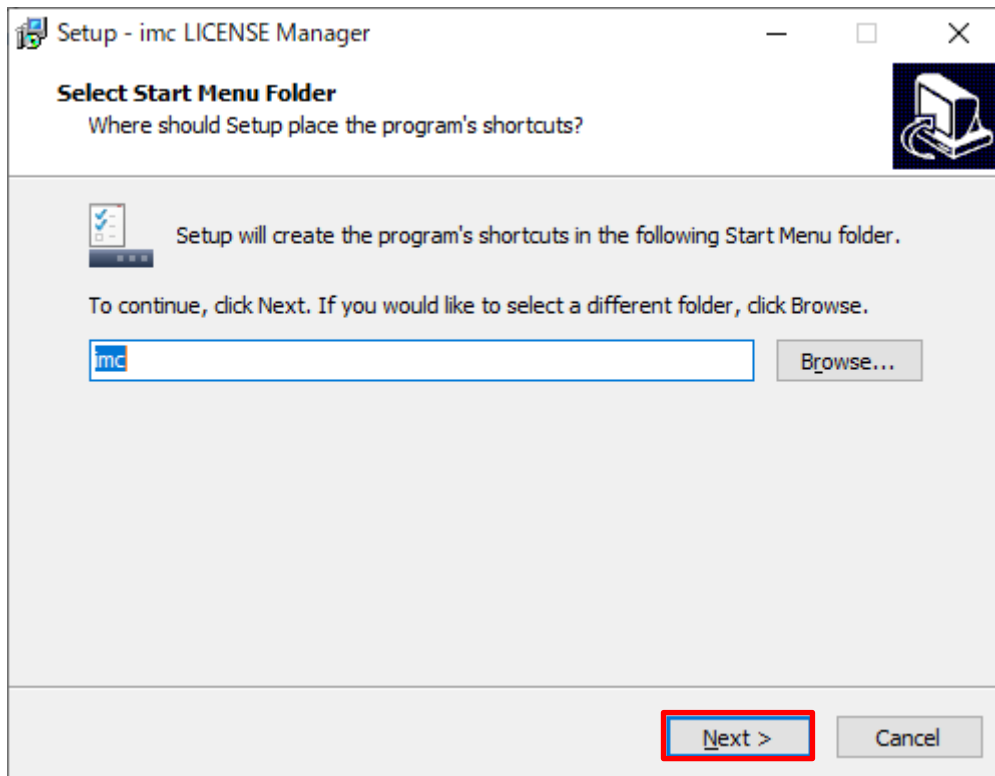 Setup - imc LICENSE Manager
Select Start Menu Folder
Where should Setup place the program's shortcuts?
Setup will create the program's shortcuts in the following Start Menu folder.
To continue, click Next. If you would like to select a different folder, click Browse.
imc
Browse...
Next >
Cancel